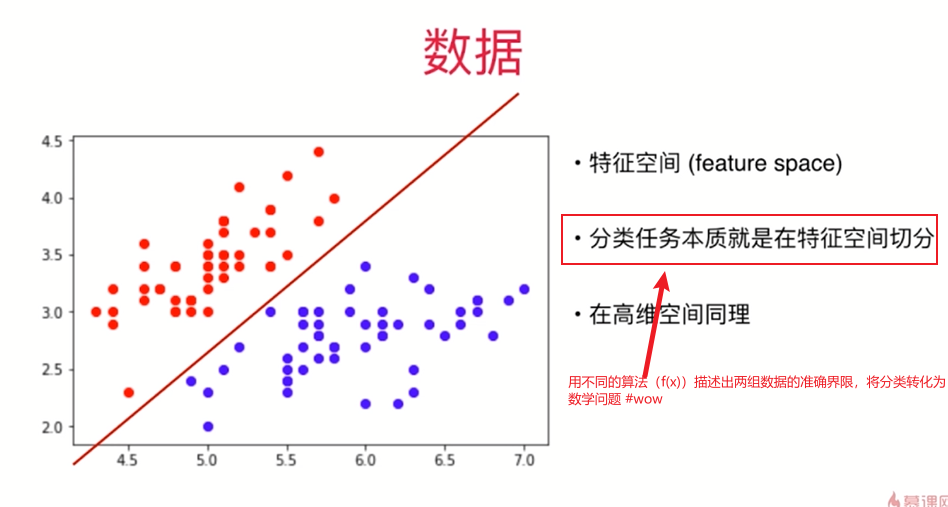 数据
4.5
4.0
3.5
3.0
2.5
2.0
4.5 5.0 5.5 6.0 6.5 7.0
• 特征空间 (feature space)
• 分类任务本质就是在特征空间切分
• 在高维空间同理
用不同的算法（f(x)）描述出两组数据的准确界限，将分类转化为
数学问题 #wow
慕课网